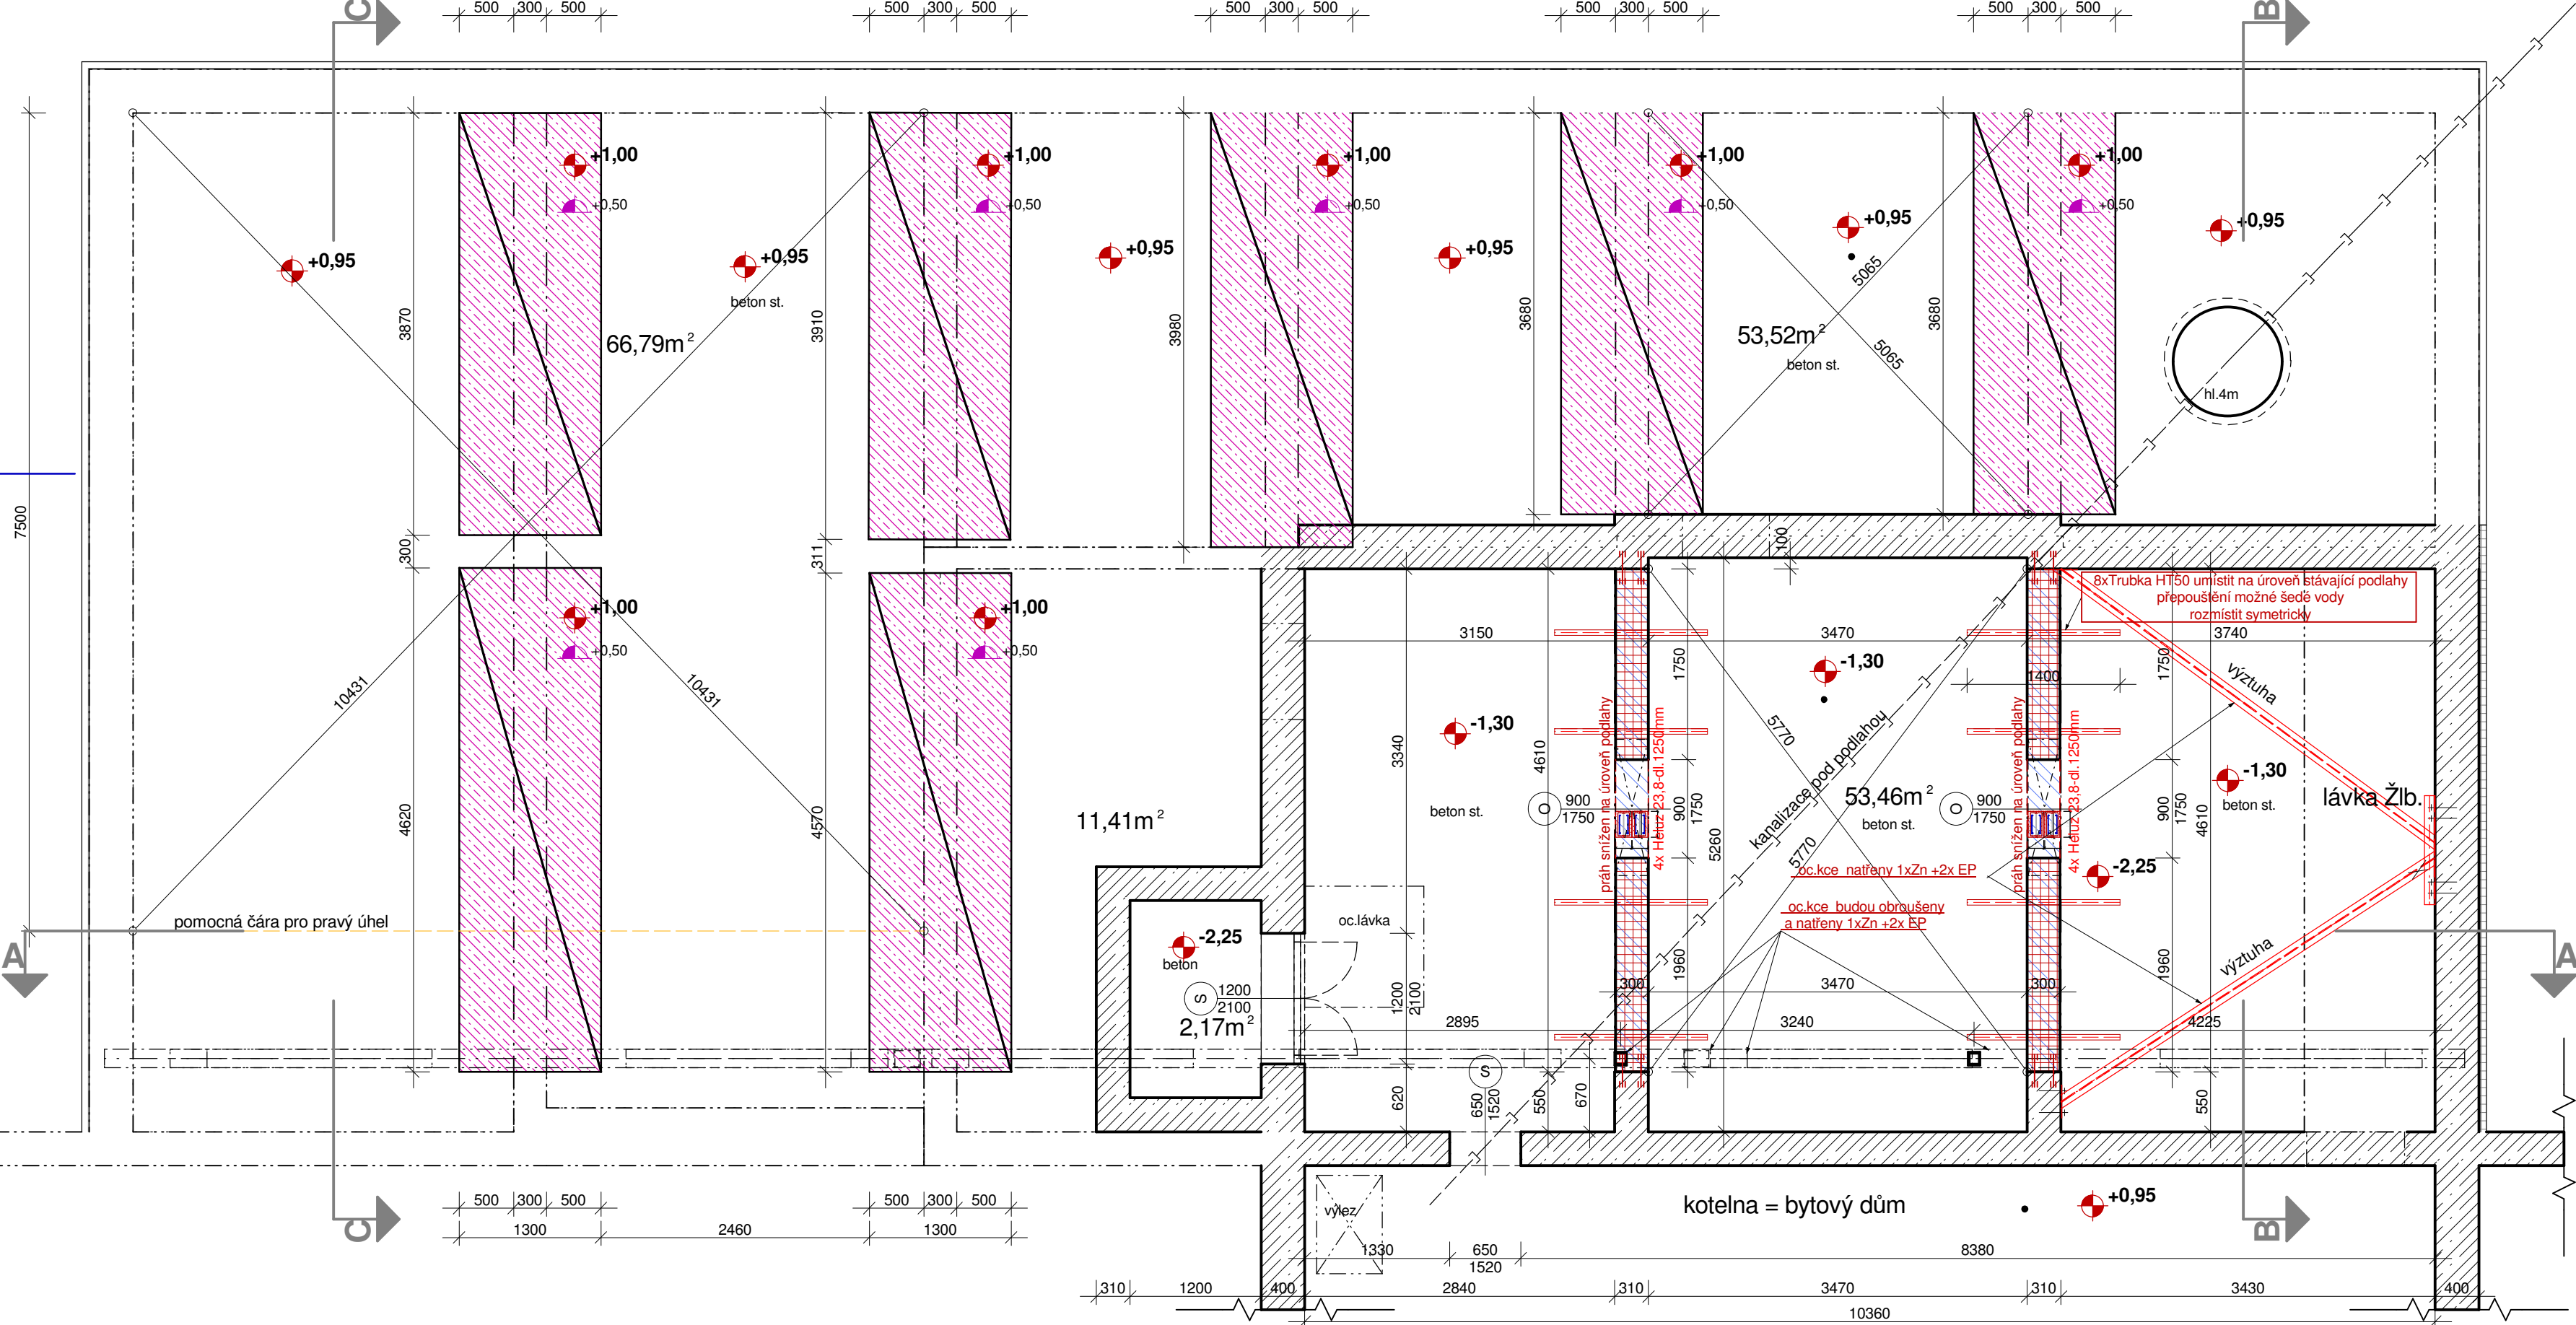 500 300 500
500 300 500
500 300 500
500 300 500
500 300 500
C
B
+1,00
+0,50
+1,00
+0,50
+1,00
+0,50
+1,00
+0,50
+1,00
+0,50
+0,95
+0,95
beton st.
+0,95
+0,95
+0,95
+0,95
66,79m²
53,52m²
beton st.
5065
5065
hl.4m
7500
3870
3910
3980
3680
3680
300
311
100
+1,00
+0,50
+1,00
+0,50
8xTrubka HT50 umístit na úroveň stávající podlahy
přepouštění možné šedé vody
rozmístit symetricky
3150
3470
3740
10431
10431
4620
4570
11,41m²
-1,30
beton st.
3340
4610
práh snížen na úroveň podlahy
4x Heluz 23,8-dl.1250mm
1750
900
1750
1960
5260
O
900
1750
-1,30
5770
5770
kanalizace pod podlahou
53,46m²
beton st.
O
900
1750
1400
práh snížen na úroveň podlahy
4x Heluz 23,8-dl.1250mm
1750
900
1750
1960
4610
výztuha
-1,30
beton st.
lávka Žlb.
-2,25
výztuha
oc.kce natřeny 1xZn +2x EP
oc.kce budou obroušeny
a natřeny 1xZn +2x EP
pomocná čára pro pravý úhel
A
A
-2,25
beton
S
1200
2100
2,17m²
oc.lávka
1200
2100
300
3470
300
2895
3240
4225
620
S
650
1520
550
670
550
výlez
kotelna = bytový dům
+0,95
C
B
500 300 500
500 300 500
1300
2460
1300
1330
650
1520
8380
310
1200
400
2840
310
3470
310
3430
400
10360